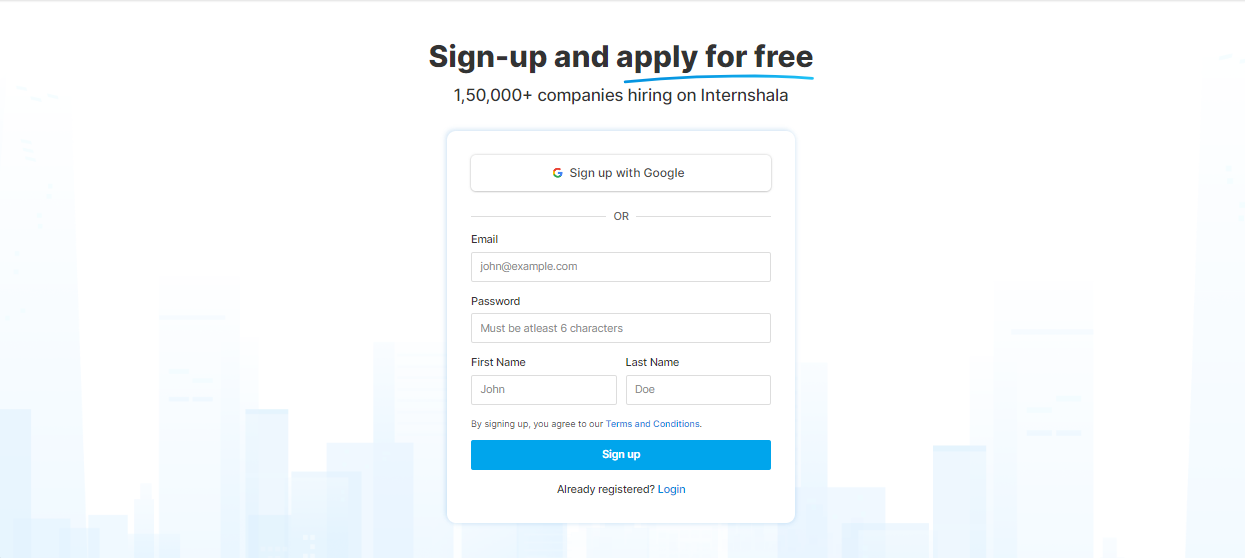 Sign-up and apply for free
1,50,000+ companies hiring on Internshala
Sign up with Google
OR
Email
john@example.com
Password
Must be atleast 6 characters
First Name Last Name
John Doe
By signing up, you agree to our Terms and Conditions.
Sign up
Already registered? Login